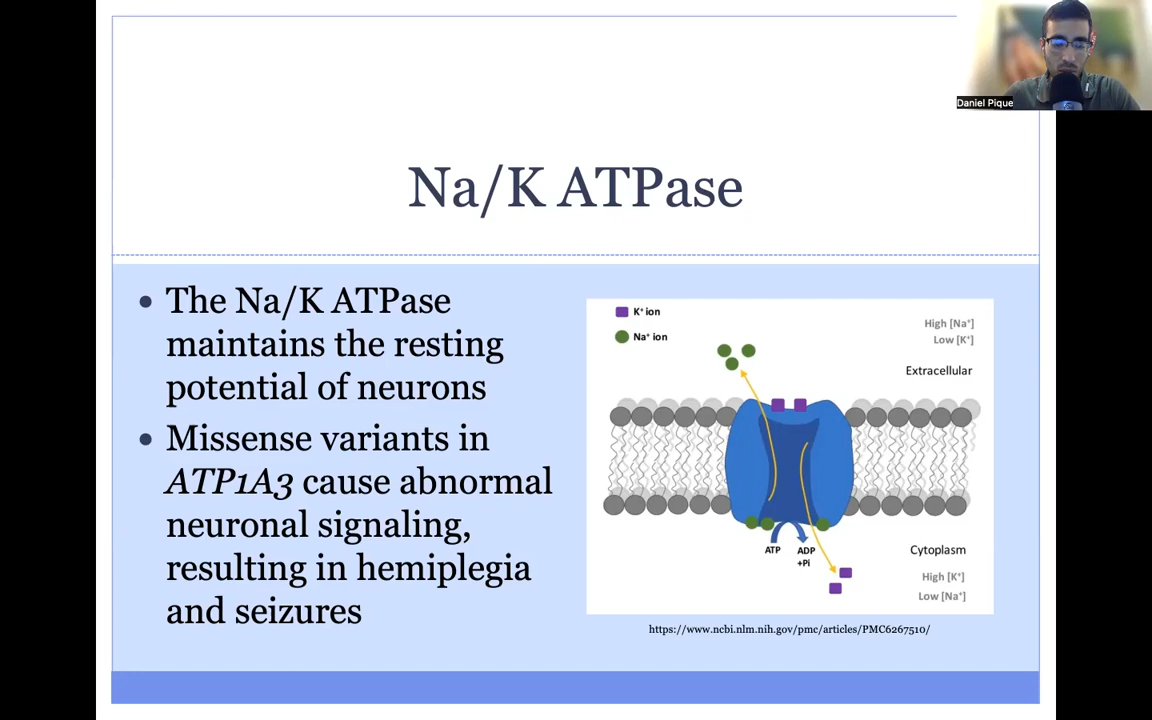 Daniel Pique
Na/K ATPase
• The Na/K ATPase
maintains the resting
potential of neurons
• Missense variants in
ATP1A3 cause abnormal
neuronal signaling,
resulting in hemiplegia
and seizures
K⁺ ion
Na⁺ ion
High [Na⁺]
Low [K⁺]
Extracellular
ATP
ADP
+Pi
Cytoplasm
High [K⁺]
Low [Na⁺]
https://www.ncbi.nlm.nih.gov/pmc/articles/PMC6267510/